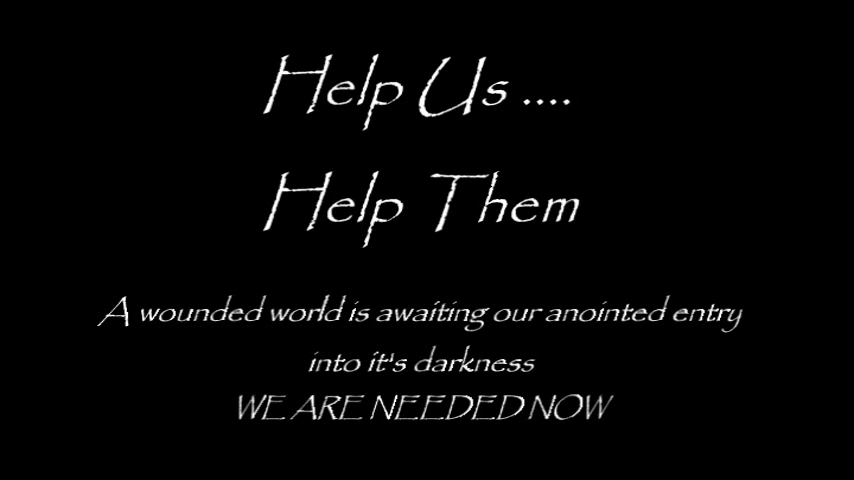 Help Us ....
Help Them
A wounded world is awaiting our anointed entry
into it's darkness
WE ARE NEEDED NOW